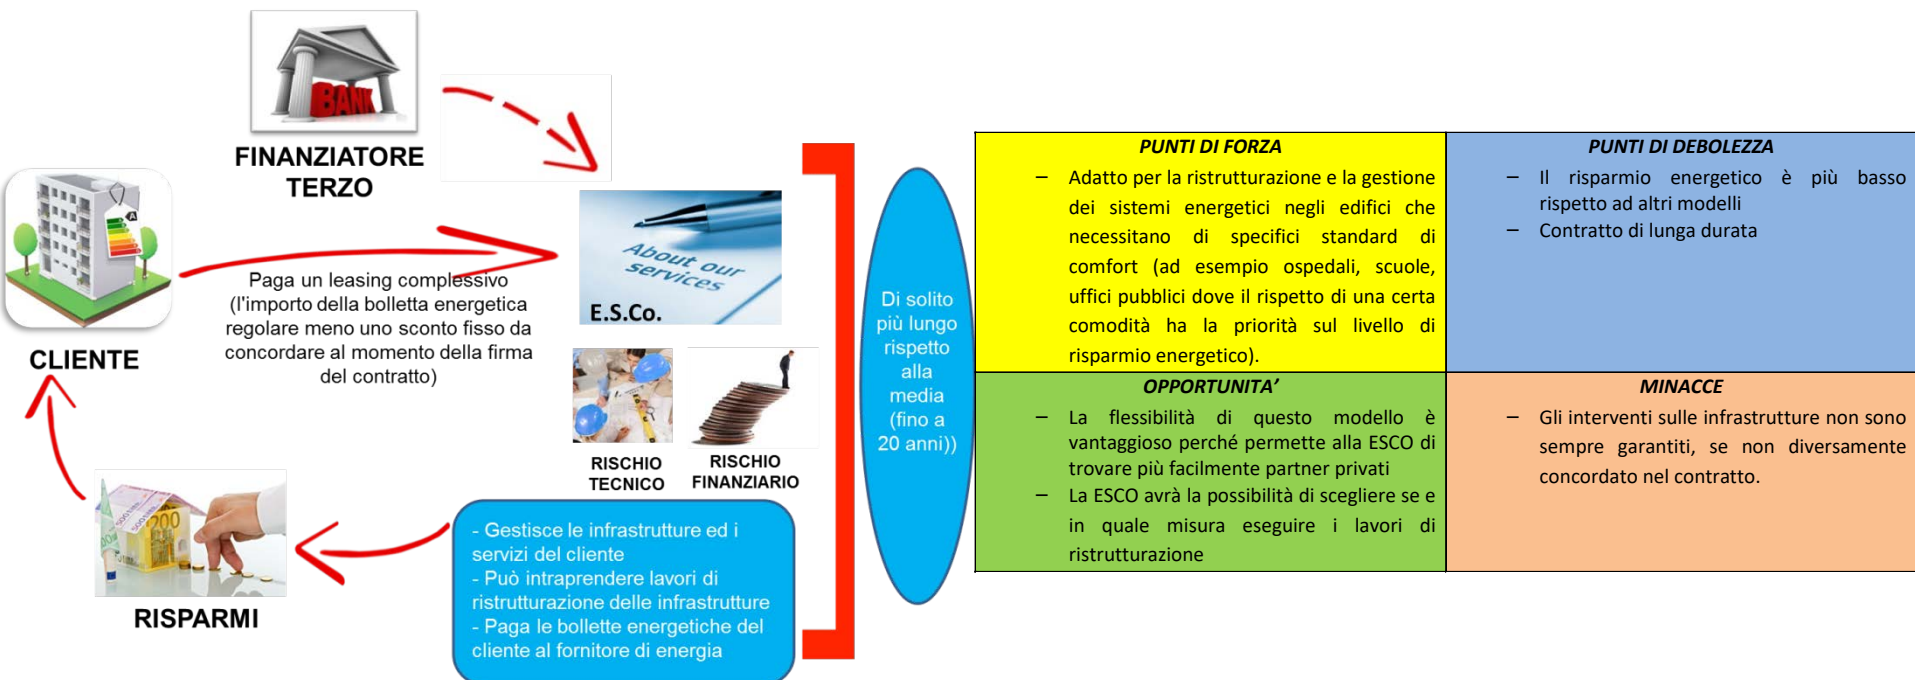 BANK
FINANZIATORE
TERZO
A
CLIENTE
Paga un leasing complessivo
(l'importo della bolletta energetica
regolare meno uno sconto fisso da
concordare al momento della firma
del contratto)
About our
services
E.S.Co.
RISCHIO
TECNICO
RISCHIO
FINANZIARIO
- Gestisce le infrastrutture ed i
servizi del cliente
- Può intraprendere lavori di
ristrutturazione delle infrastrutture
- Paga le bollette energetiche del
cliente al fornitore di energia
200
500 EURO
RISPARMI
Di solito
più lungo
rispetto
alla
media
(fino a
20 anni))
PUNTI DI FORZA
– Adatto per la ristrutturazione e la gestione
dei sistemi energetici negli edifici che
necessitano di specifici standard di
comfort (ad esempio ospedali, scuole,
uffici pubblici dove il rispetto di una certa
comodità ha la priorità sul livello di
risparmio energetico).
PUNTI DI DEBOLEZZA
– Il risparmio energetico è più basso
rispetto ad altri modelli
– Contratto di lunga durata
OPPORTUNITA'
– La flessibilità di questo modello è
vantaggioso perché permette alla ESCO di
trovare più facilmente partner privati
– La ESCO avrà la possibilità di scegliere se e
in quale misura eseguire i lavori di
ristrutturazione
MINACCE
– Gli interventi sulle infrastrutture non sono
sempre garantiti, se non diversamente
concordato nel contratto.